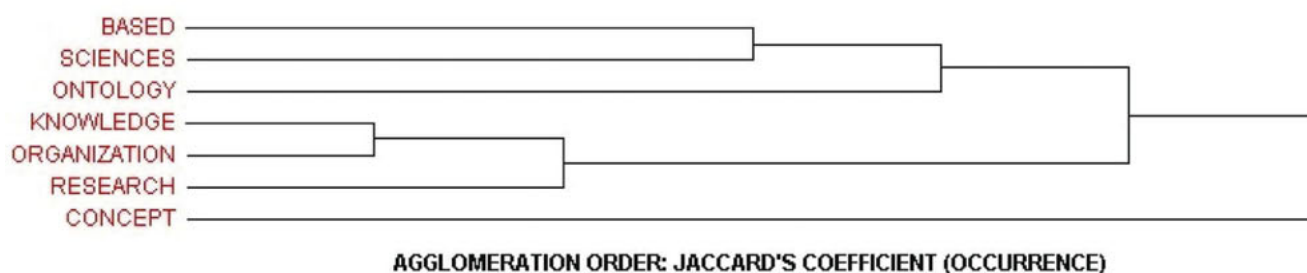 BASED
SCIENCES
ONTOLOGY
KNOWLEDGE
ORGANIZATION
RESEARCH
CONCEPT
AGGLOMERATION ORDER: JACCARD'S COEFFICIENT (OCCURRENCE)